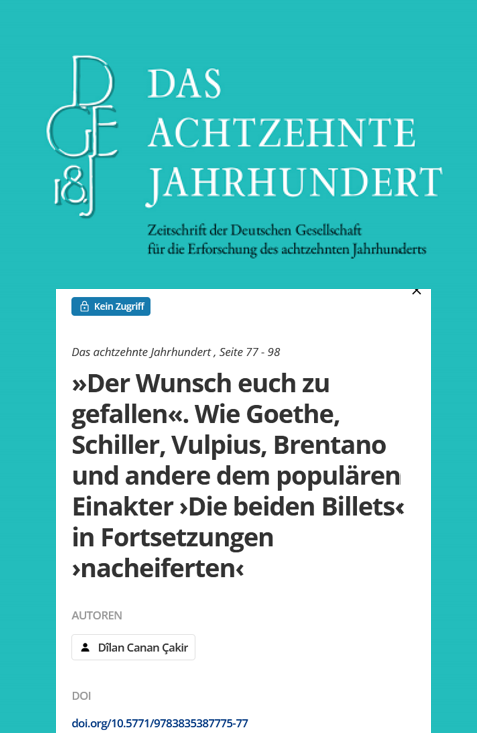 DGEJ
18
DAS
ACHTZEHNTE
JAHRHUNDERT
Zeitschrift der Deutschen Gesellschaft
für die Erforschung des achtzehnten Jahrhunderts
Kein Zugriff
Das achtzehnte Jahrhundert , Seite 77 - 98
»Der Wunsch euch zu
gefallen«. Wie Goethe,
Schiller, Vulpius, Brentano
und andere dem populären
Einakter ›Die beiden Billets‹
in Fortsetzungen
›nacheiferten‹
AUTOREN
Dîlan Canan Çakir
DOI
doi.org/10.5771/9783835387775-77